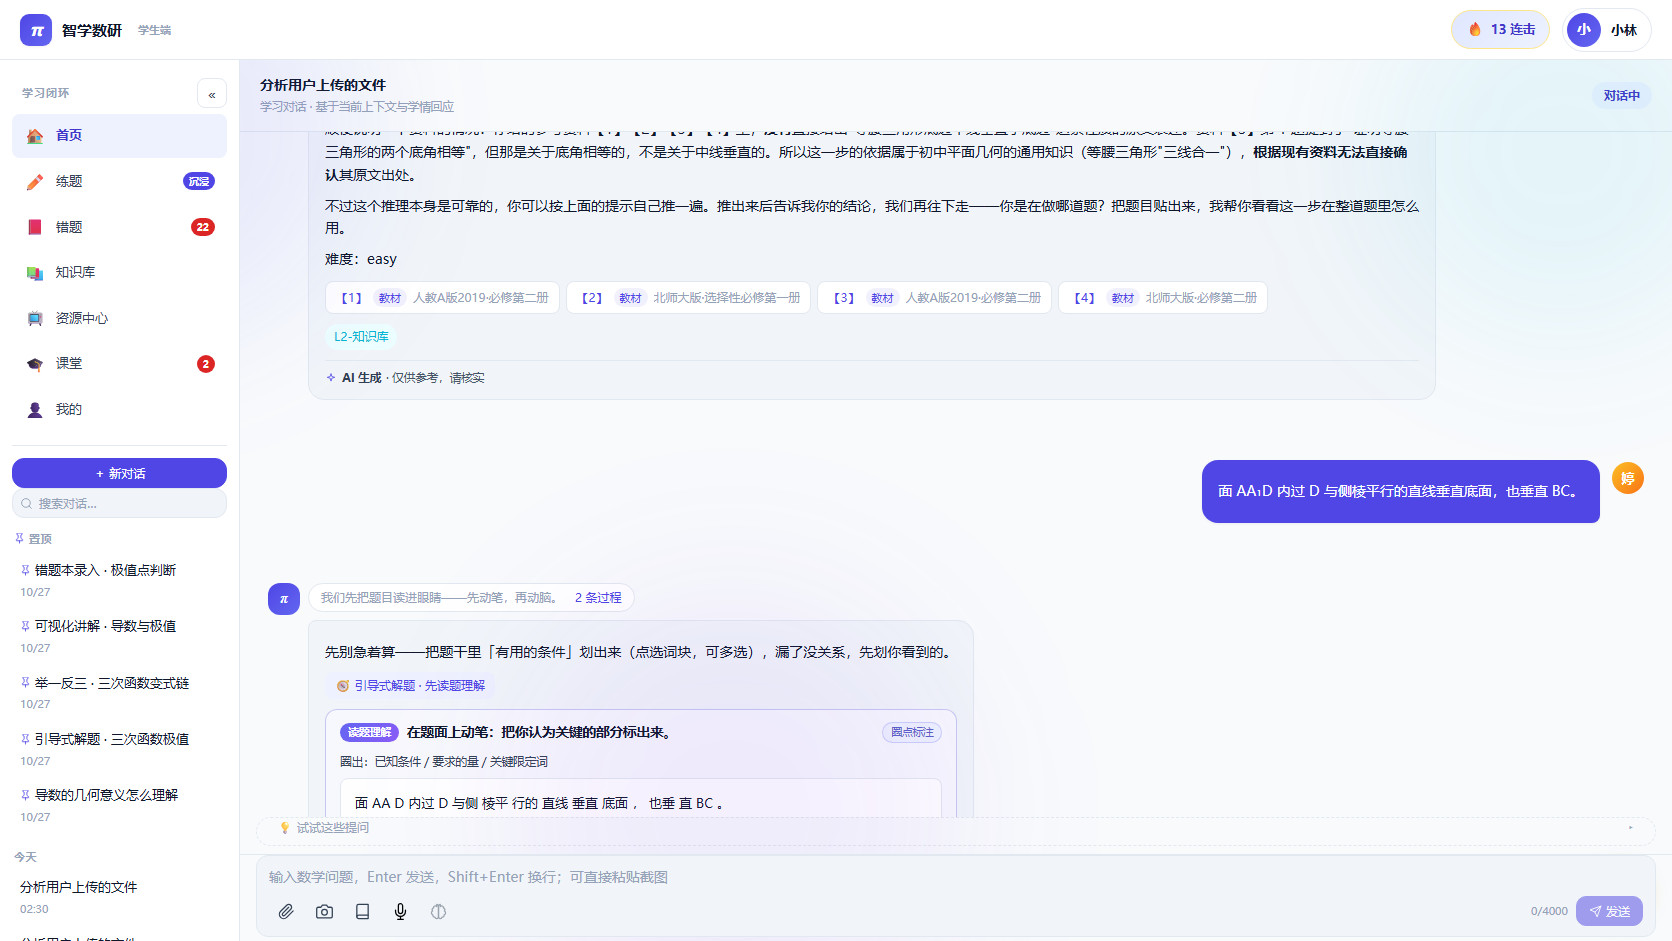 π 智学数研 学生端
13 连击
小 小林
学习闭环
«
首页
练题 沉浸
错题 22
知识库
资源中心
课堂 2
我的
+ 新对话
搜索对话...
置顶
错题本录入 · 极值点判断
10/27
可视化讲解 · 导数与极值
10/27
举一反三 · 三次函数变式链
10/27
引导式解题 · 三次函数极值
10/27
导数的几何意义怎么理解
10/27
今天
分析用户上传的文件
02:30
分析用户上传的文件
学习对话 · 基于当前上下文与学情回应
对话中
三角形的两个底角相等"，但那是关于底角相等的，不是关于中线垂直的。所以这一步的依据属于初中平面几何的通用知识（等腰三角形"三线合一"），根据现有资料无法直接确
认其原文出处。
不过这个推理本身是可靠的，你可以按上面的提示自己推一遍。推出来后告诉我你的结论，我们再往下走——你是在做哪道题？把题目贴出来，我帮你看看这一步在整道题里怎么
用。
难度：easy
【1】 教材 人教A版2019·必修第二册
【2】 教材 北师大版·选择性必修第一册
【3】 教材 人教A版2019·必修第二册
【4】 教材 北师大版·必修第二册
L2-知识库
AI 生成 · 仅供参考，请核实
面 AA₁D 内过 D 与侧棱平行的直线垂直底面，也垂直 BC。
婷
π
我们先把题目读进眼睛——先动笔，再动脑。 2 条过程
先别急着算——把题干里「有用的条件」划出来（点选词块，可多选），漏了没关系，先划你看到的。
引导式解题 · 先读题理解
读题理解 在题面上动笔：把你认为关键的部分标出来。 圈点标注
圈出：已知条件 / 要求的量 / 关键限定词
面 AA D 内过 D 与侧 棱平 行的 直线 垂直 底面 ， 也垂 直 BC 。
试试这些提问
输入数学问题，Enter 发送，Shift+Enter 换行；可直接粘贴截图
0/4000
发送